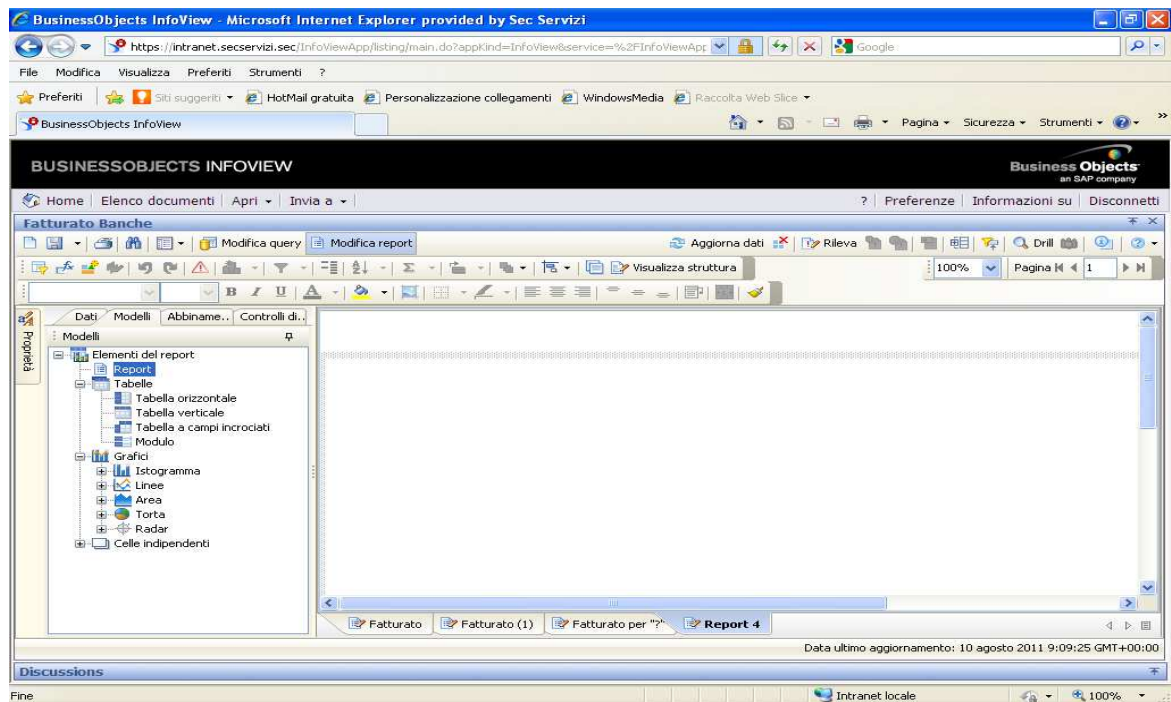 BusinessObjects InfoView - Microsoft Internet Explorer provided by Sec Servizi
https://intranet.secservizi.sec/InfoViewApp/listing/main.do?appKind=InfoView&service=%2FInfoViewApp
Google
File Modifica Visualizza Preferiti Strumenti ?
Preferiti Siti suggeriti HotMail gratuita Personalizzazione collegamenti WindowsMedia Raccolta Web Slice
BusinessObjects InfoView Pagina Sicurezza Strumenti
BUSINESSOBJECTS INFOVIEW
Business Objects
an SAP company
Home Elenco documenti Apri Invia a ? Preferenze Informazioni su Disconnetti
Fatturato Banche
Modifica query Modifica report Aggiorna dati Rileva Drill
Visualizza struttura 100% Pagina 1
B I U A
Proprietà
Dati Modelli Abbiname.. Controlli di..
Modelli
Elementi del report
Report
Tabelle
Tabella orizzontale
Tabella verticale
Tabella a campi incrociati
Modulo
Grafici
Istogramma
Linee
Area
Torta
Radar
Celle indipendenti
Fatturato Fatturato (1) Fatturato per "?" Report 4
Data ultimo aggiornamento: 10 agosto 2011 9:09:25 GMT+00:00
Discussions
Fine Intranet locale 100%